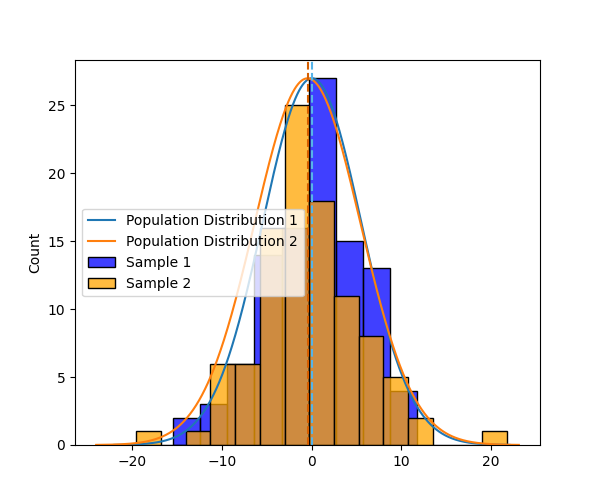 25
20
15
10
5
0
Count
Population Distribution 1
Population Distribution 2
Sample 1
Sample 2
−20
−10
0
10
20